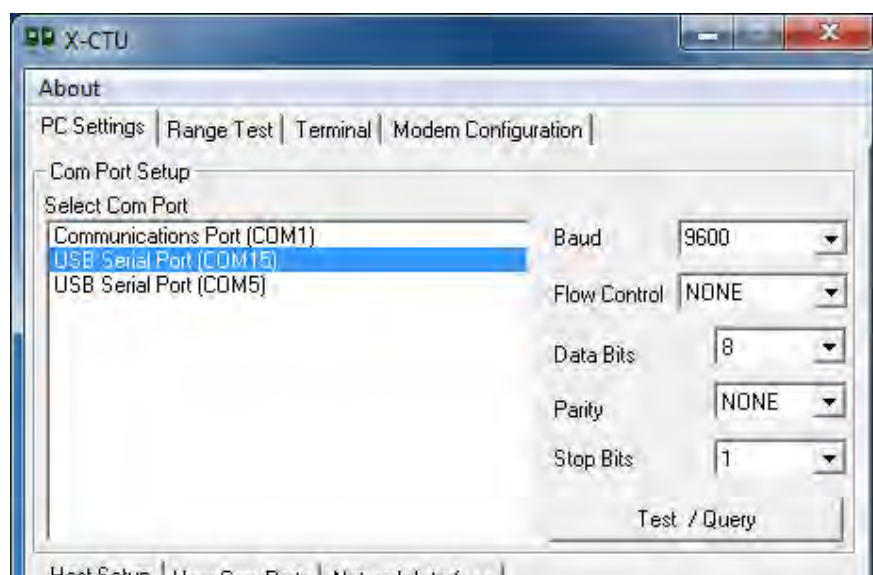 X-CTU
About
PC Settings Range Test Terminal Modem Configuration
Com Port Setup
Select Com Port
Communications Port (COM1)
USB Serial Port (COM15)
USB Serial Port (COM5)
Baud 9600
Flow Control NONE
Data Bits 8
Parity NONE
Stop Bits 1
Test / Query
Host Setup